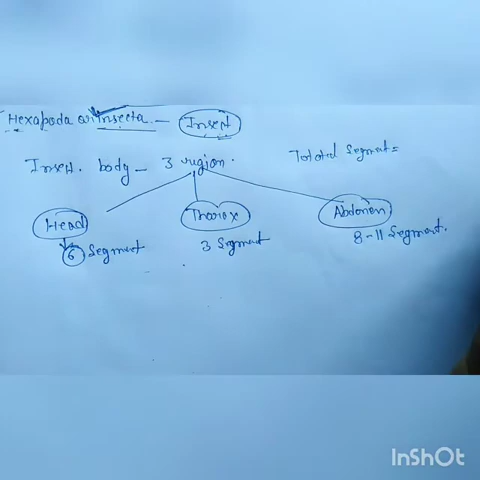 Hexapoda or insecta - Insect
Insect. body - 3 region.
Tototal Segment =
Head
Thorax
Abdomen
6 Segment
3 Segment
8-11 Segment.
InShOt